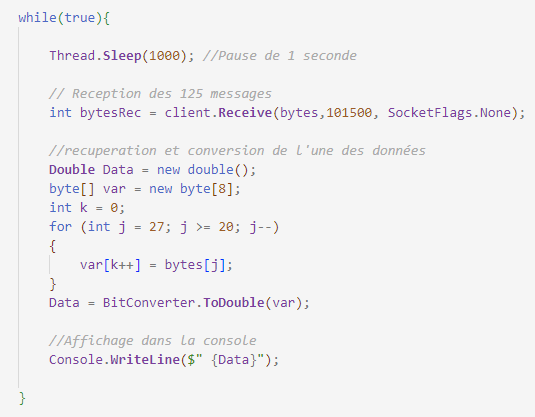 while(true){
Thread.Sleep(1000); //Pause de 1 seconde
// Reception des 125 messages
int bytesRec = client.Receive(bytes,101500, SocketFlags.None);
//recuperation et conversion de l'une des données
Double Data = new double();
byte[] var = new byte[8];
int k = 0;
for (int j = 27; j >= 20; j--)
{
var[k++] = bytes[j];
}
Data = BitConverter.ToDouble(var);
//Affichage dans la console
Console.WriteLine($" {Data}");
}